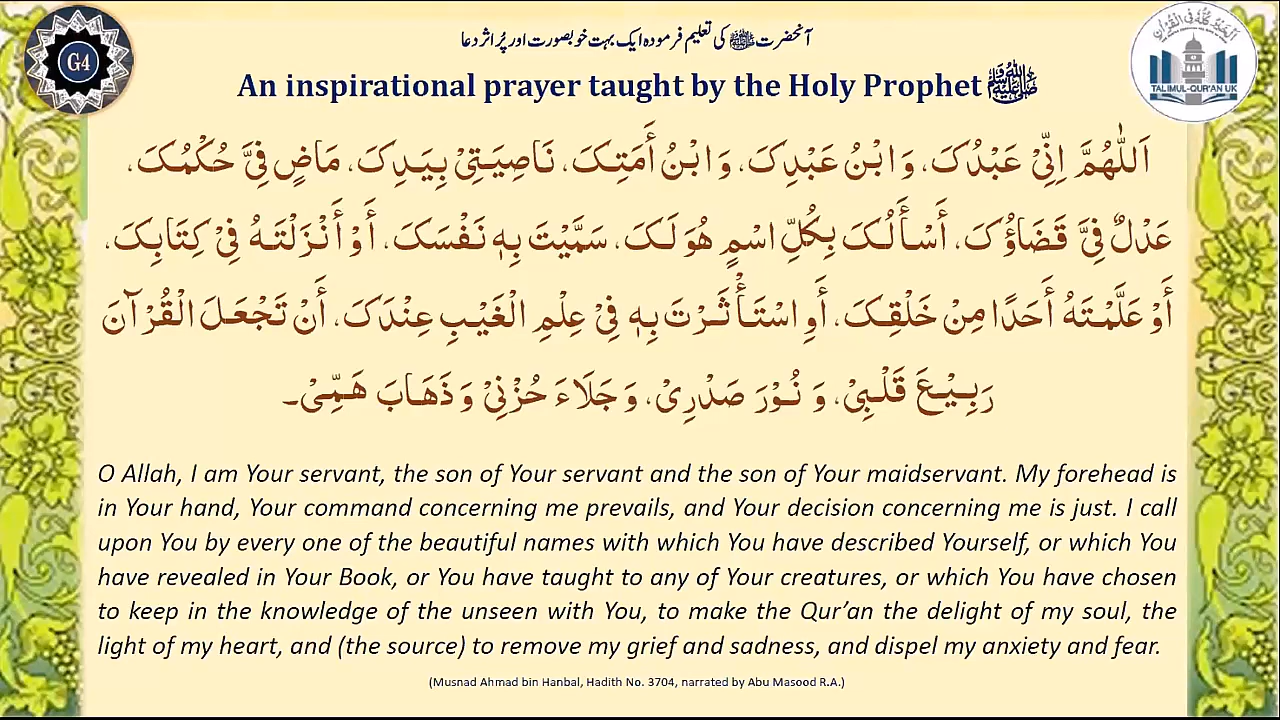 G4
آنحضرت ﷺ کی تعلیم فرمودہ ایک بہت خوبصورت اور پُر اثر دعا
An inspirational prayer taught by the Holy Prophet ﷺ
TALIMUL-QUR'AN UK
اَللّٰهُمَّ اِنِّیْ عَبْدُکَ، وَ ابْنُ عَبْدِکَ، وَ ابْنُ أَمَتِکَ، نَاصِیَتِیْ بِیَدِکَ، مَاضٍ فِیَّ حُکْمُکَ،
عَدْلٌ فِیَّ قَضَاؤُکَ، أَسْأَلُکَ بِکُلِّ اسْمٍ هُوَ لَکَ، سَمَّیْتَ بِهٖ نَفْسَکَ، أَوْ أَنْزَلْتَهُ فِیْ کِتَابِکَ،
أَوْ عَلَّمْتَهُ أَحَدًا مِنْ خَلْقِکَ، أَوِ اسْتَأْثَرْتَ بِهٖ فِیْ عِلْمِ الْغَیْبِ عِنْدَکَ، أَنْ تَجْعَلَ الْقُرْآنَ
رَبِیْعَ قَلْبِیْ، وَ نُوْرَ صَدْرِیْ، وَ جَلَاءَ حُزْنِیْ وَ ذَهَابَ هَمِّیْ۔
O Allah, I am Your servant, the son of Your servant and the son of Your maidservant. My forehead is
in Your hand, Your command concerning me prevails, and Your decision concerning me is just. I call
upon You by every one of the beautiful names with which You have described Yourself, or which You
have revealed in Your Book, or You have taught to any of Your creatures, or which You have chosen
to keep in the knowledge of the unseen with You, to make the Qur’an the delight of my soul, the
light of my heart, and (the source) to remove my grief and sadness, and dispel my anxiety and fear.
(Musnad Ahmad bin Hanbal, Hadith No. 3704, narrated by Abu Masood R.A.)